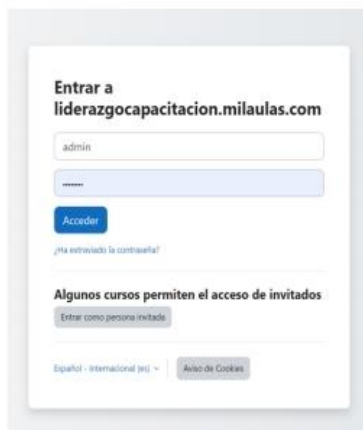 Entrar a
liderazgocapacitacion.milaulas.com
admin
Acceder
¿Ha extraviado la contraseña?
Algunos cursos permiten el acceso de invitados
Entrar como persona invitada
Español - Internacional (es)
Aviso de Cookies